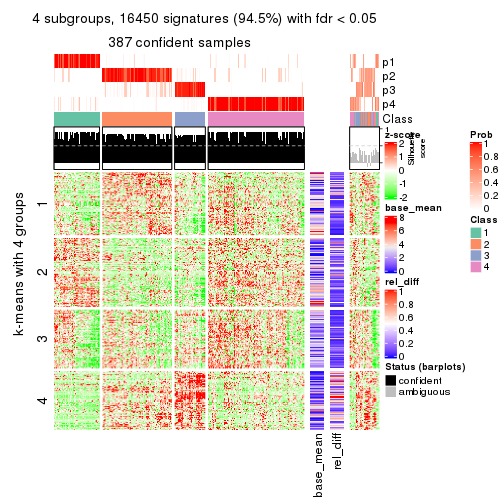 4 subgroups, 16450 signatures (94.5%) with fdr < 0.05
387 confident samples
p1
p2
p3
p4
Class
1
Silhouette
score
k-means with 4 groups
1
2
3
4
base_mean
rel_diff
z-score
2
1
0
-1
-2
base_mean
8
6
4
2
0
rel_diff
1
0.8
0.6
0.4
0.2
0
Status (barplots)
confident
ambiguous
Prob
1
0.8
0.6
0.4
0.2
0
Class
1
2
3
4